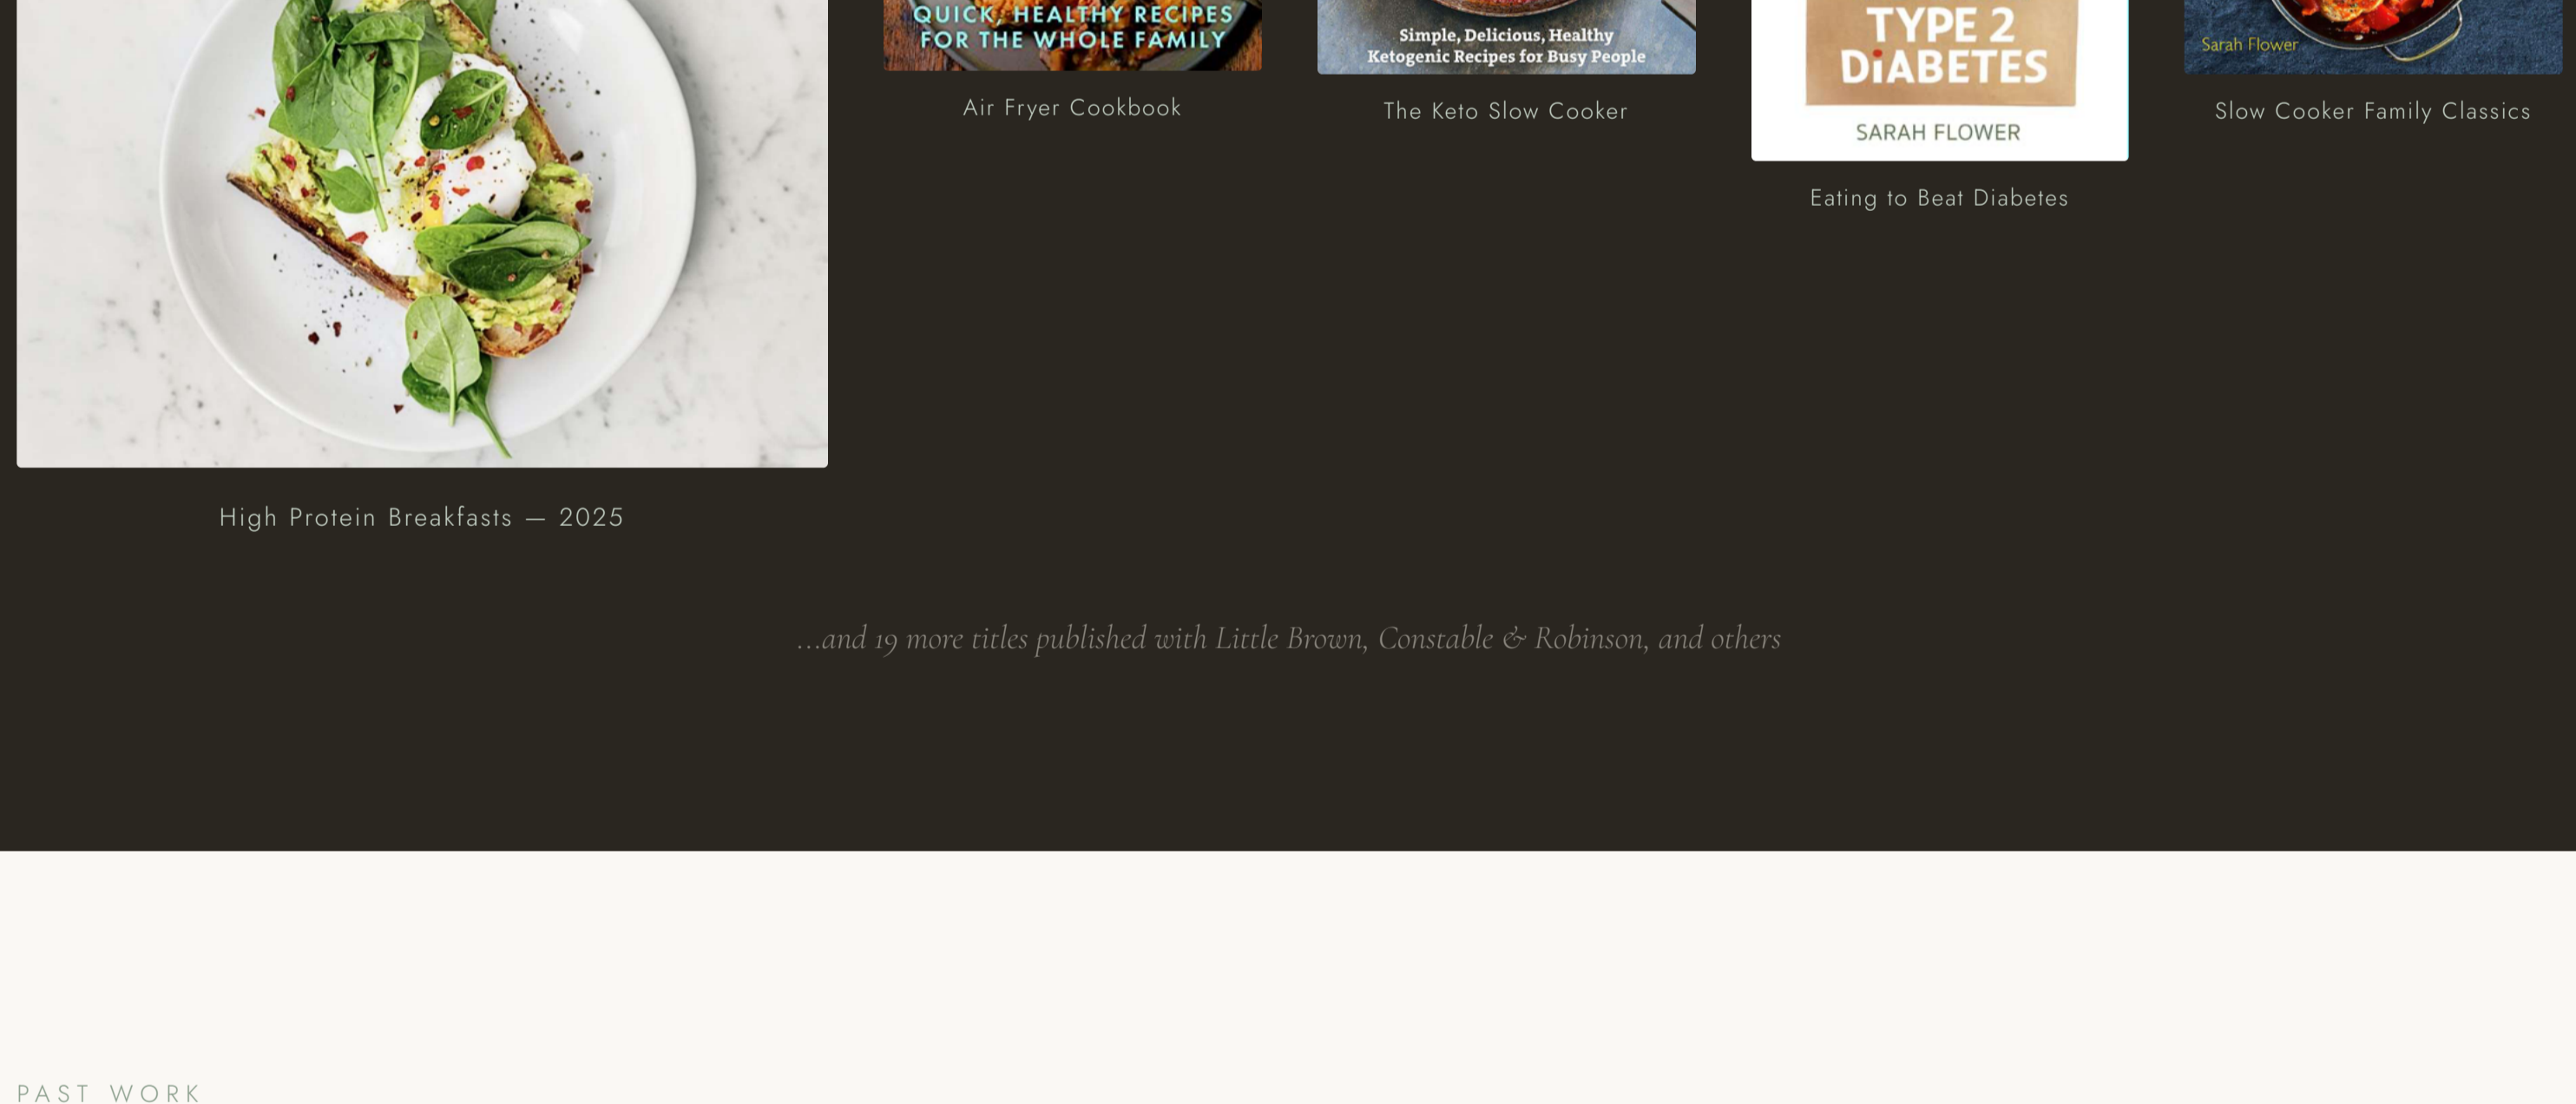 QUICK, HEALTHY RECIPES
FOR THE WHOLE FAMILY
Air Fryer Cookbook
Simple, Delicious, Healthy
Ketogenic Recipes for Busy People
The Keto Slow Cooker
TYPE 2
DiABETES
SARAH FLOWER
Eating to Beat Diabetes
Sarah Flower
Slow Cooker Family Classics
High Protein Breakfasts — 2025
...and 19 more titles published with Little Brown, Constable & Robinson, and others
PAST WORK